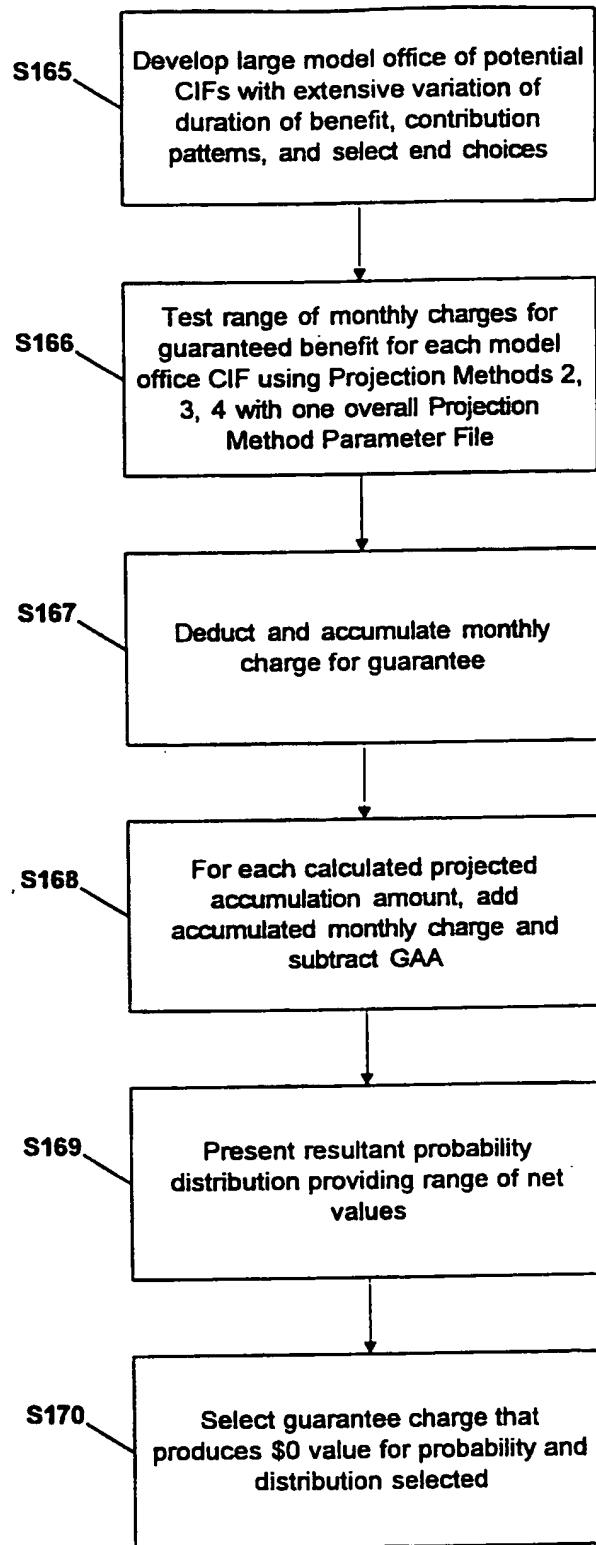 S165
Develop large model office of potential
CIFs with extensive variation of
duration of benefit, contribution
patterns, and select end choices
S166
Test range of monthly charges for
guaranteed benefit for each model
office CIF using Projection Methods 2,
3, 4 with one overall Projection
Method Parameter File
S167
Deduct and accumulate monthly
charge for guarantee
S168
For each calculated projected
accumulation amount, add
accumulated monthly charge and
subtract GAA
S169
Present resultant probability
distribution providing range of net
values
S170
Select guarantee charge that
produces $0 value for probability and
distribution selected